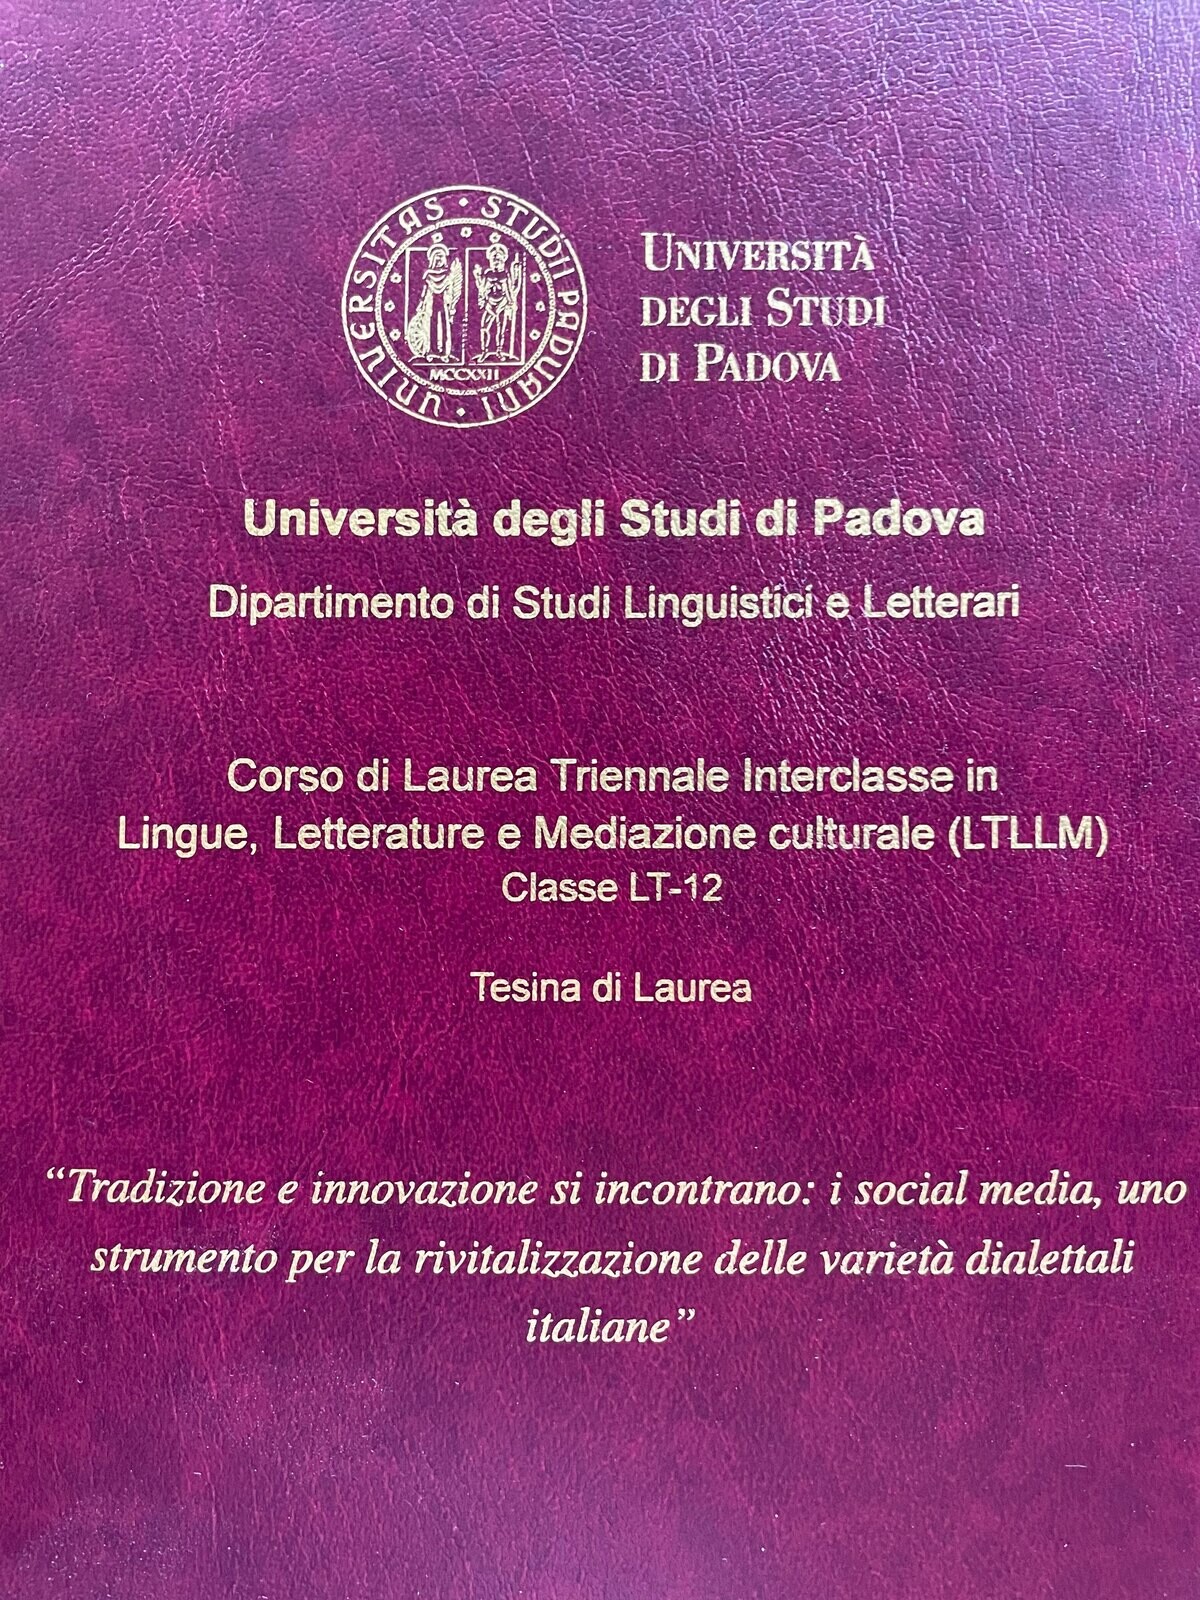 UNIVERSITAS · STUDII PADUANI ·
MCCXXII
UNIVERSITÀ
DEGLI STUDI
DI PADOVA
Università degli Studi di Padova
Dipartimento di Studi Linguistici e Letterari
Corso di Laurea Triennale Interclasse in
Lingue, Letterature e Mediazione culturale (LTLLM)
Classe LT-12
Tesina di Laurea
“Tradizione e innovazione si incontrano: i social media, uno
strumento per la rivitalizzazione delle varietà dialettali
italiane”